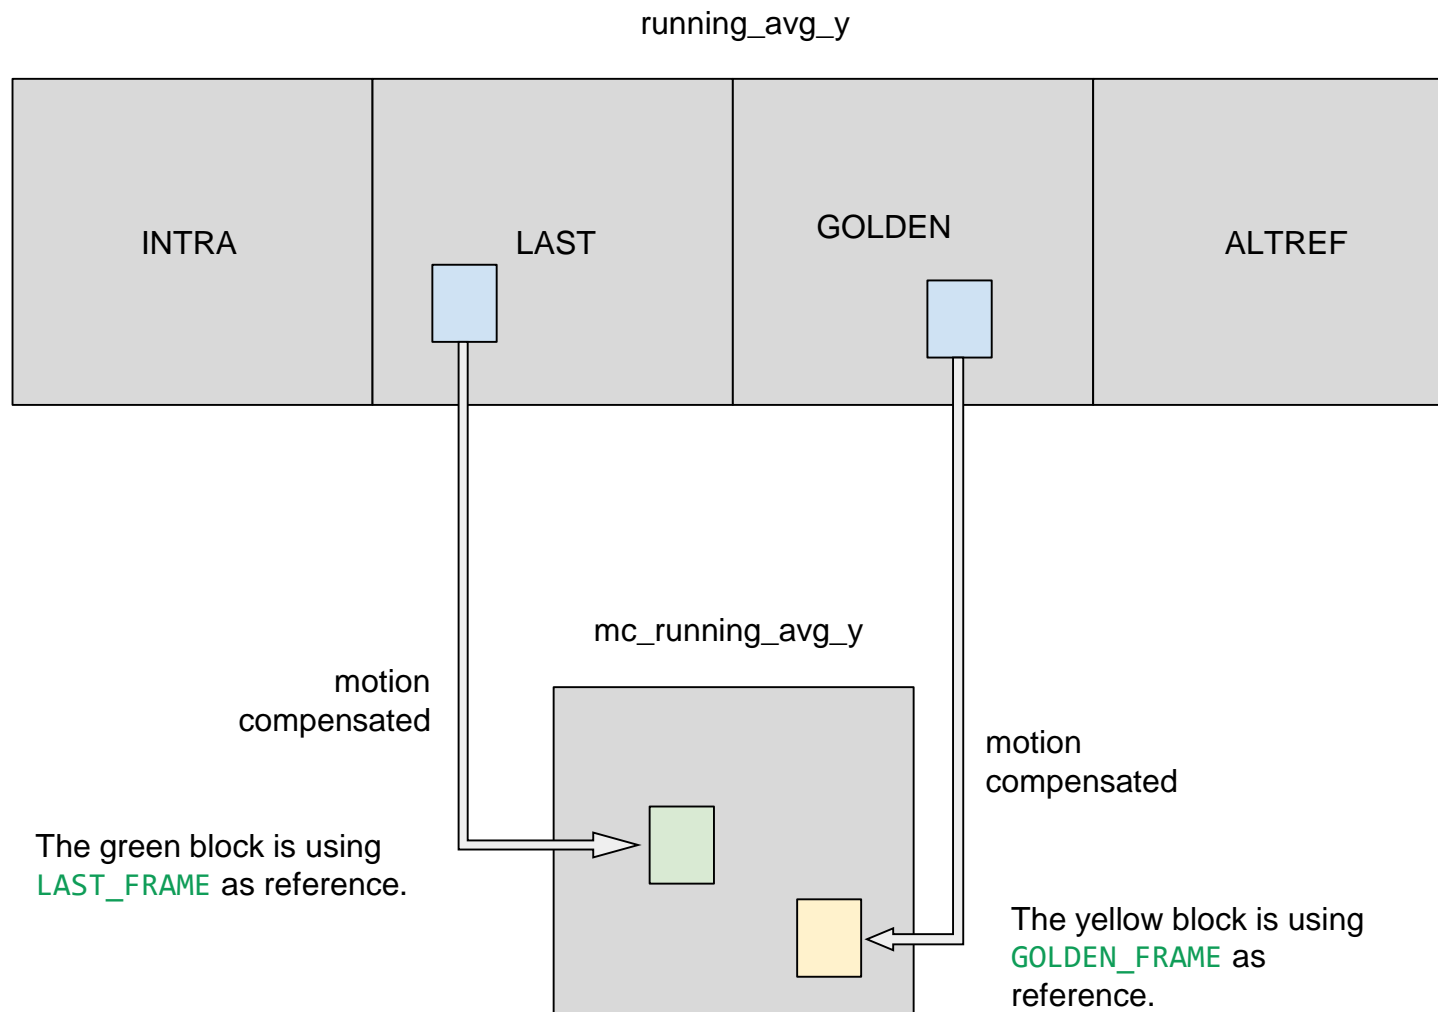 running_avg_y
INTRA
LAST
GOLDEN
ALTREF
mc_running_avg_y
motion
compensated
motion
compensated
The green block is using
LAST_FRAME as reference.
The yellow block is using
GOLDEN_FRAME as
reference.